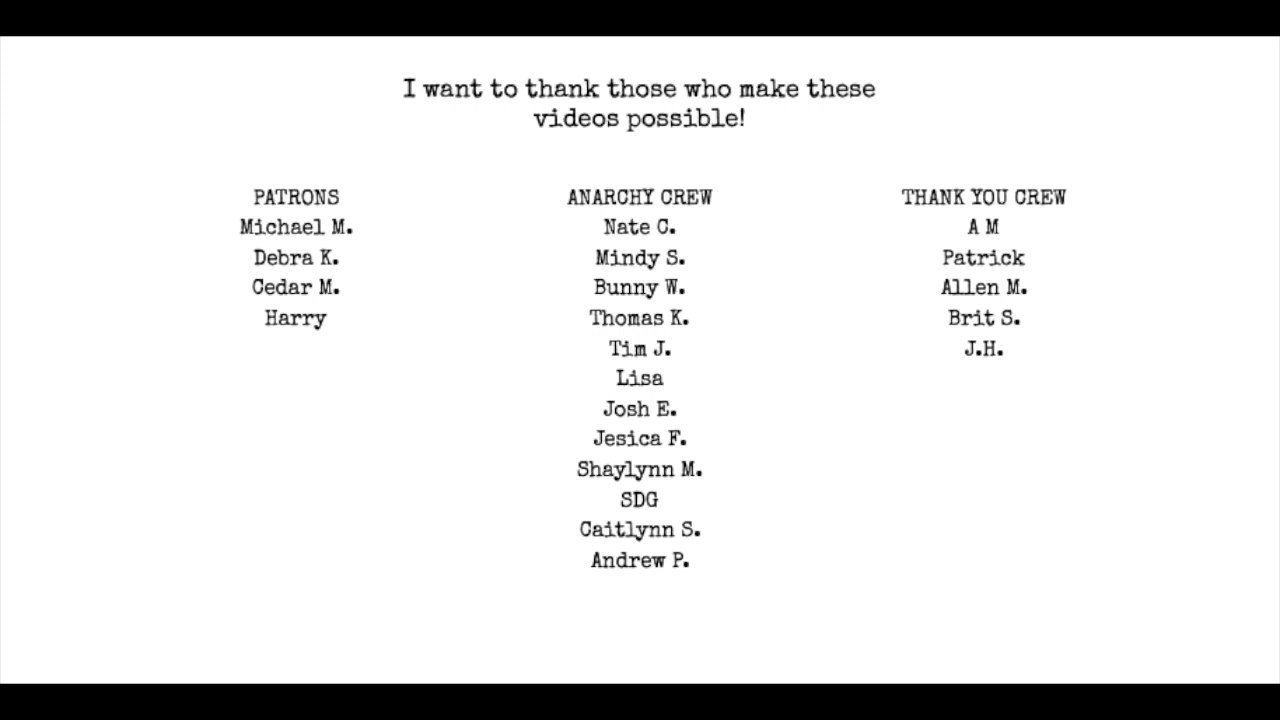 I want to thank those who make these
videos possible!
PATRONS
Michael M.
Debra K.
Cedar M.
Harry
ANARCHY CREW
Nate C.
Mindy S.
Bunny W.
Thomas K.
Tim J.
Lisa
Josh E.
Jesica F.
Shaylynn M.
SDG
Caitlynn S.
Andrew P.
THANK YOU CREW
A M
Patrick
Allen M.
Brit S.
J.H.